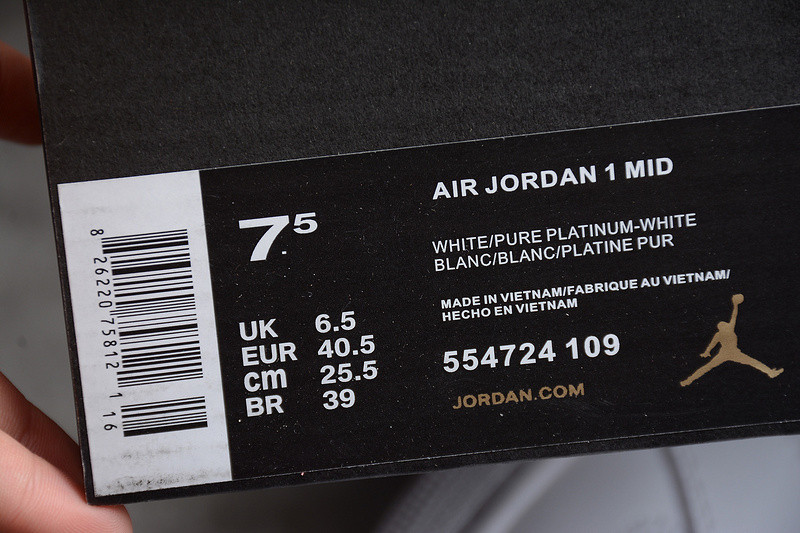 8 26220 75812 1 16
7.5
UK 6.5
EUR 40.5
cm 25.5
BR 39
AIR JORDAN 1 MID
WHITE/PURE PLATINUM-WHITE
BLANC/BLANC/PLATINE PUR
MADE IN VIETNAM/FABRIQUE AU VIETNAM/
HECHO EN VIETNAM
554724 109
JORDAN.COM